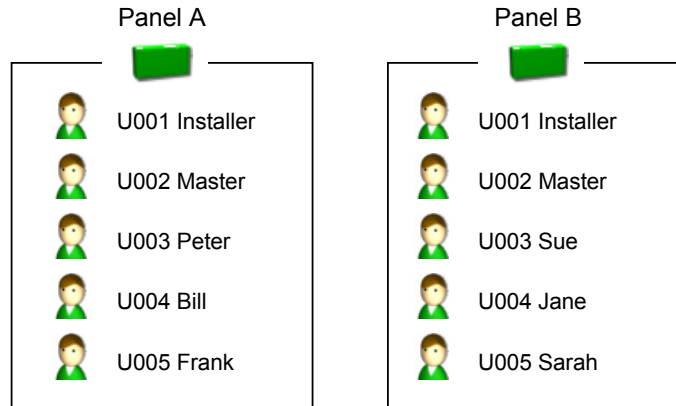 Panel A
U001 Installer
U002 Master
U003 Peter
U004 Bill
U005 Frank
Panel B
U001 Installer
U002 Master
U003 Sue
U004 Jane
U005 Sarah